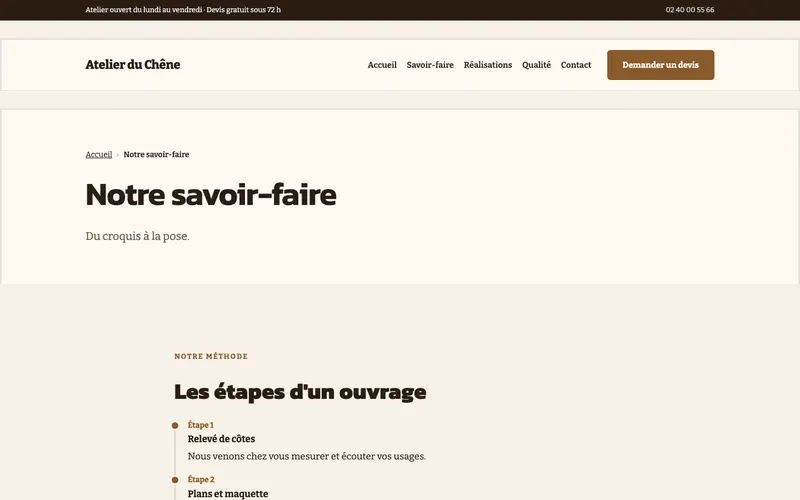 Atelier ouvert du lundi au vendredi · Devis gratuit sous 72 h
02 40 00 55 66
Atelier du Chêne
Accueil
Savoir-faire
Réalisations
Qualité
Contact
Demander un devis
Accueil › Notre savoir-faire
Notre savoir-faire
Du croquis à la pose.
NOTRE MÉTHODE
Les étapes d'un ouvrage
Étape 1
Relevé de côtes
Nous venons chez vous mesurer et écouter vos usages.
Étape 2
Plans et maquette